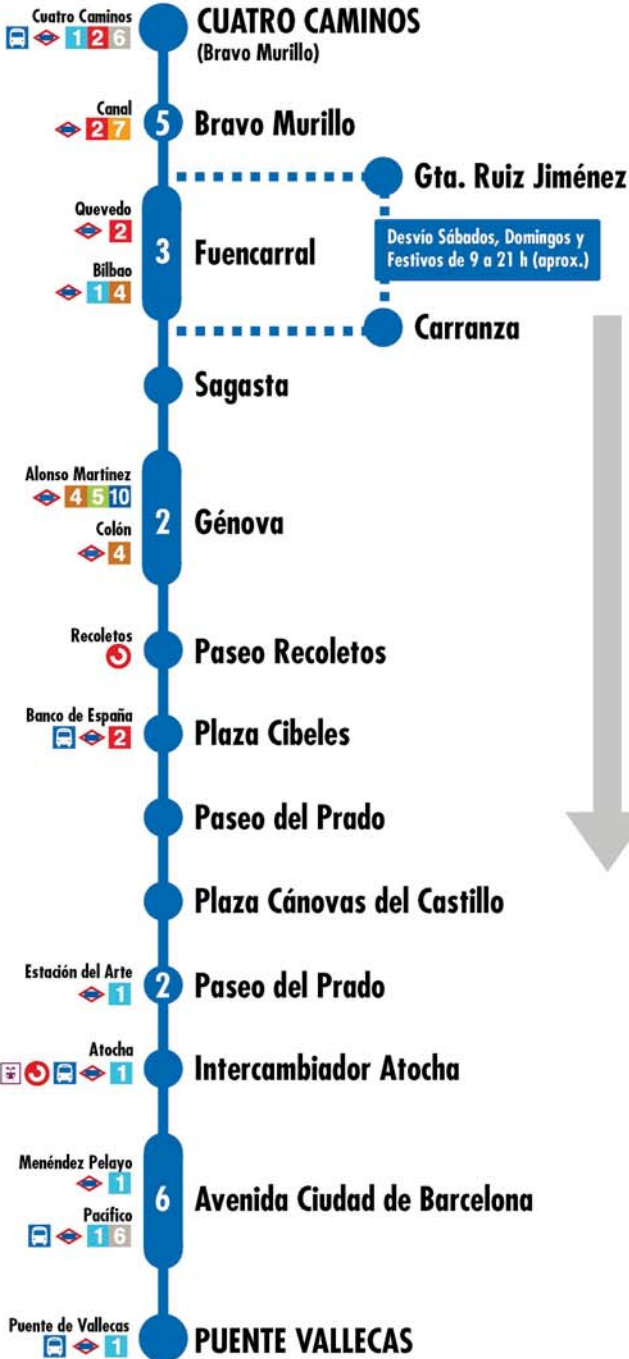 Cuatro Caminos
1 2 6
CUATRO CAMINOS
(Bravo Murillo)
Canal
2 7
5
Bravo Murillo
Gta. Ruiz Jiménez
Quevedo
2
3
Fuencarral
Bilbao
1 4
Desvío Sábados, Domingos y
Festivos de 9 a 21 h (aprox.)
Carranza
Sagasta
Alonso Martínez
4 5 10
2
Génova
Colón
4
Recoletos
Paseo Recoletos
Banco de España
2
Plaza Cibeles
Paseo del Prado
Plaza Cánovas del Castillo
Estación del Arte
1
2
Paseo del Prado
Atocha
1
Intercambiador Atocha
Menéndez Pelayo
1
6
Avenida Ciudad de Barcelona
Pacífico
1 6
Puente de Vallecas
1
PUENTE VALLECAS